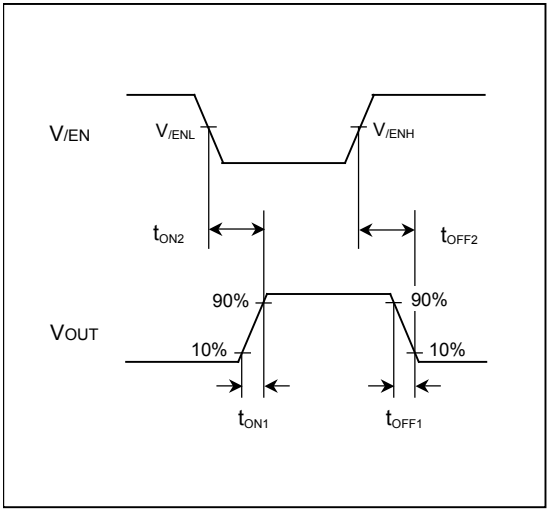 V/EN
V/ENL
V/ENH
tON2
tOFF2
90%
90%
VOUT
10%
10%
tON1
tOFF1